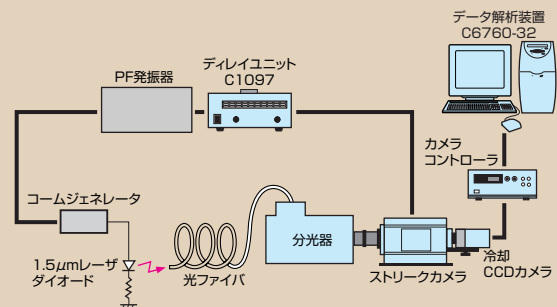 データ解析装置
C6760-32
ディレイユニット
C1097
PF発振器
カメラ
コントローラ
コームジェネレータ
分光器
1.5μmレーザ
ダイオード
光ファイバ
ストリークカメラ
冷却
CCDカメラ